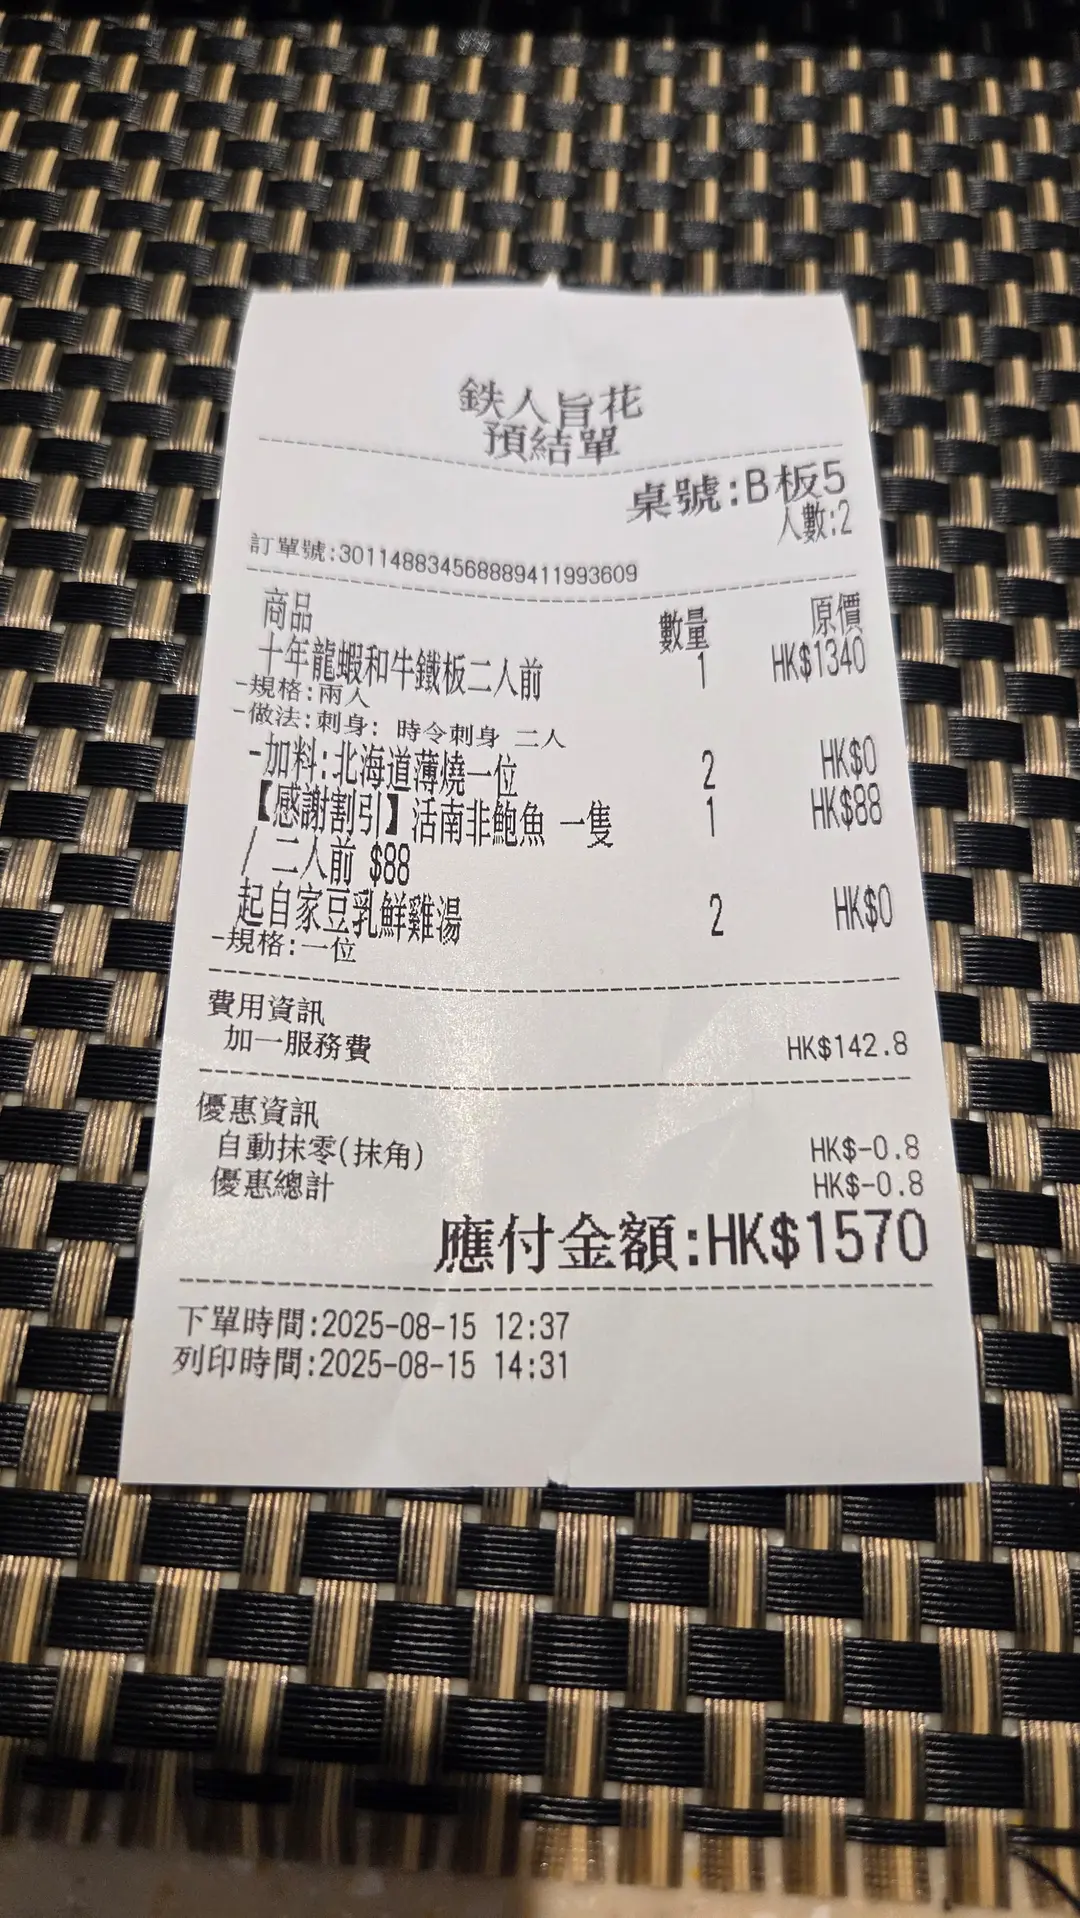 鉄人旨花
預結單
桌號:B板5
人數:2
訂單號:3011488345688889411993609
商品 數量 原價
十年龍蝦和牛鐵板二人前 1 HK$1340
-規格:兩人
-做法:刺身: 時令刺身 二人
-加料:北海道薄燒一位 2 HK$0
【感謝割引】活南非鮑魚 一隻 1 HK$88
/ 二人前 $88
起自家豆乳鮮雞湯 2 HK$0
-規格:一位
費用資訊
加一服務費 HK$142.8
優惠資訊
自動抹零(抹角) HK$-0.8
優惠總計 HK$-0.8
應付金額:HK$1570
下單時間:2025-08-15 12:37
列印時間:2025-08-15 14:31